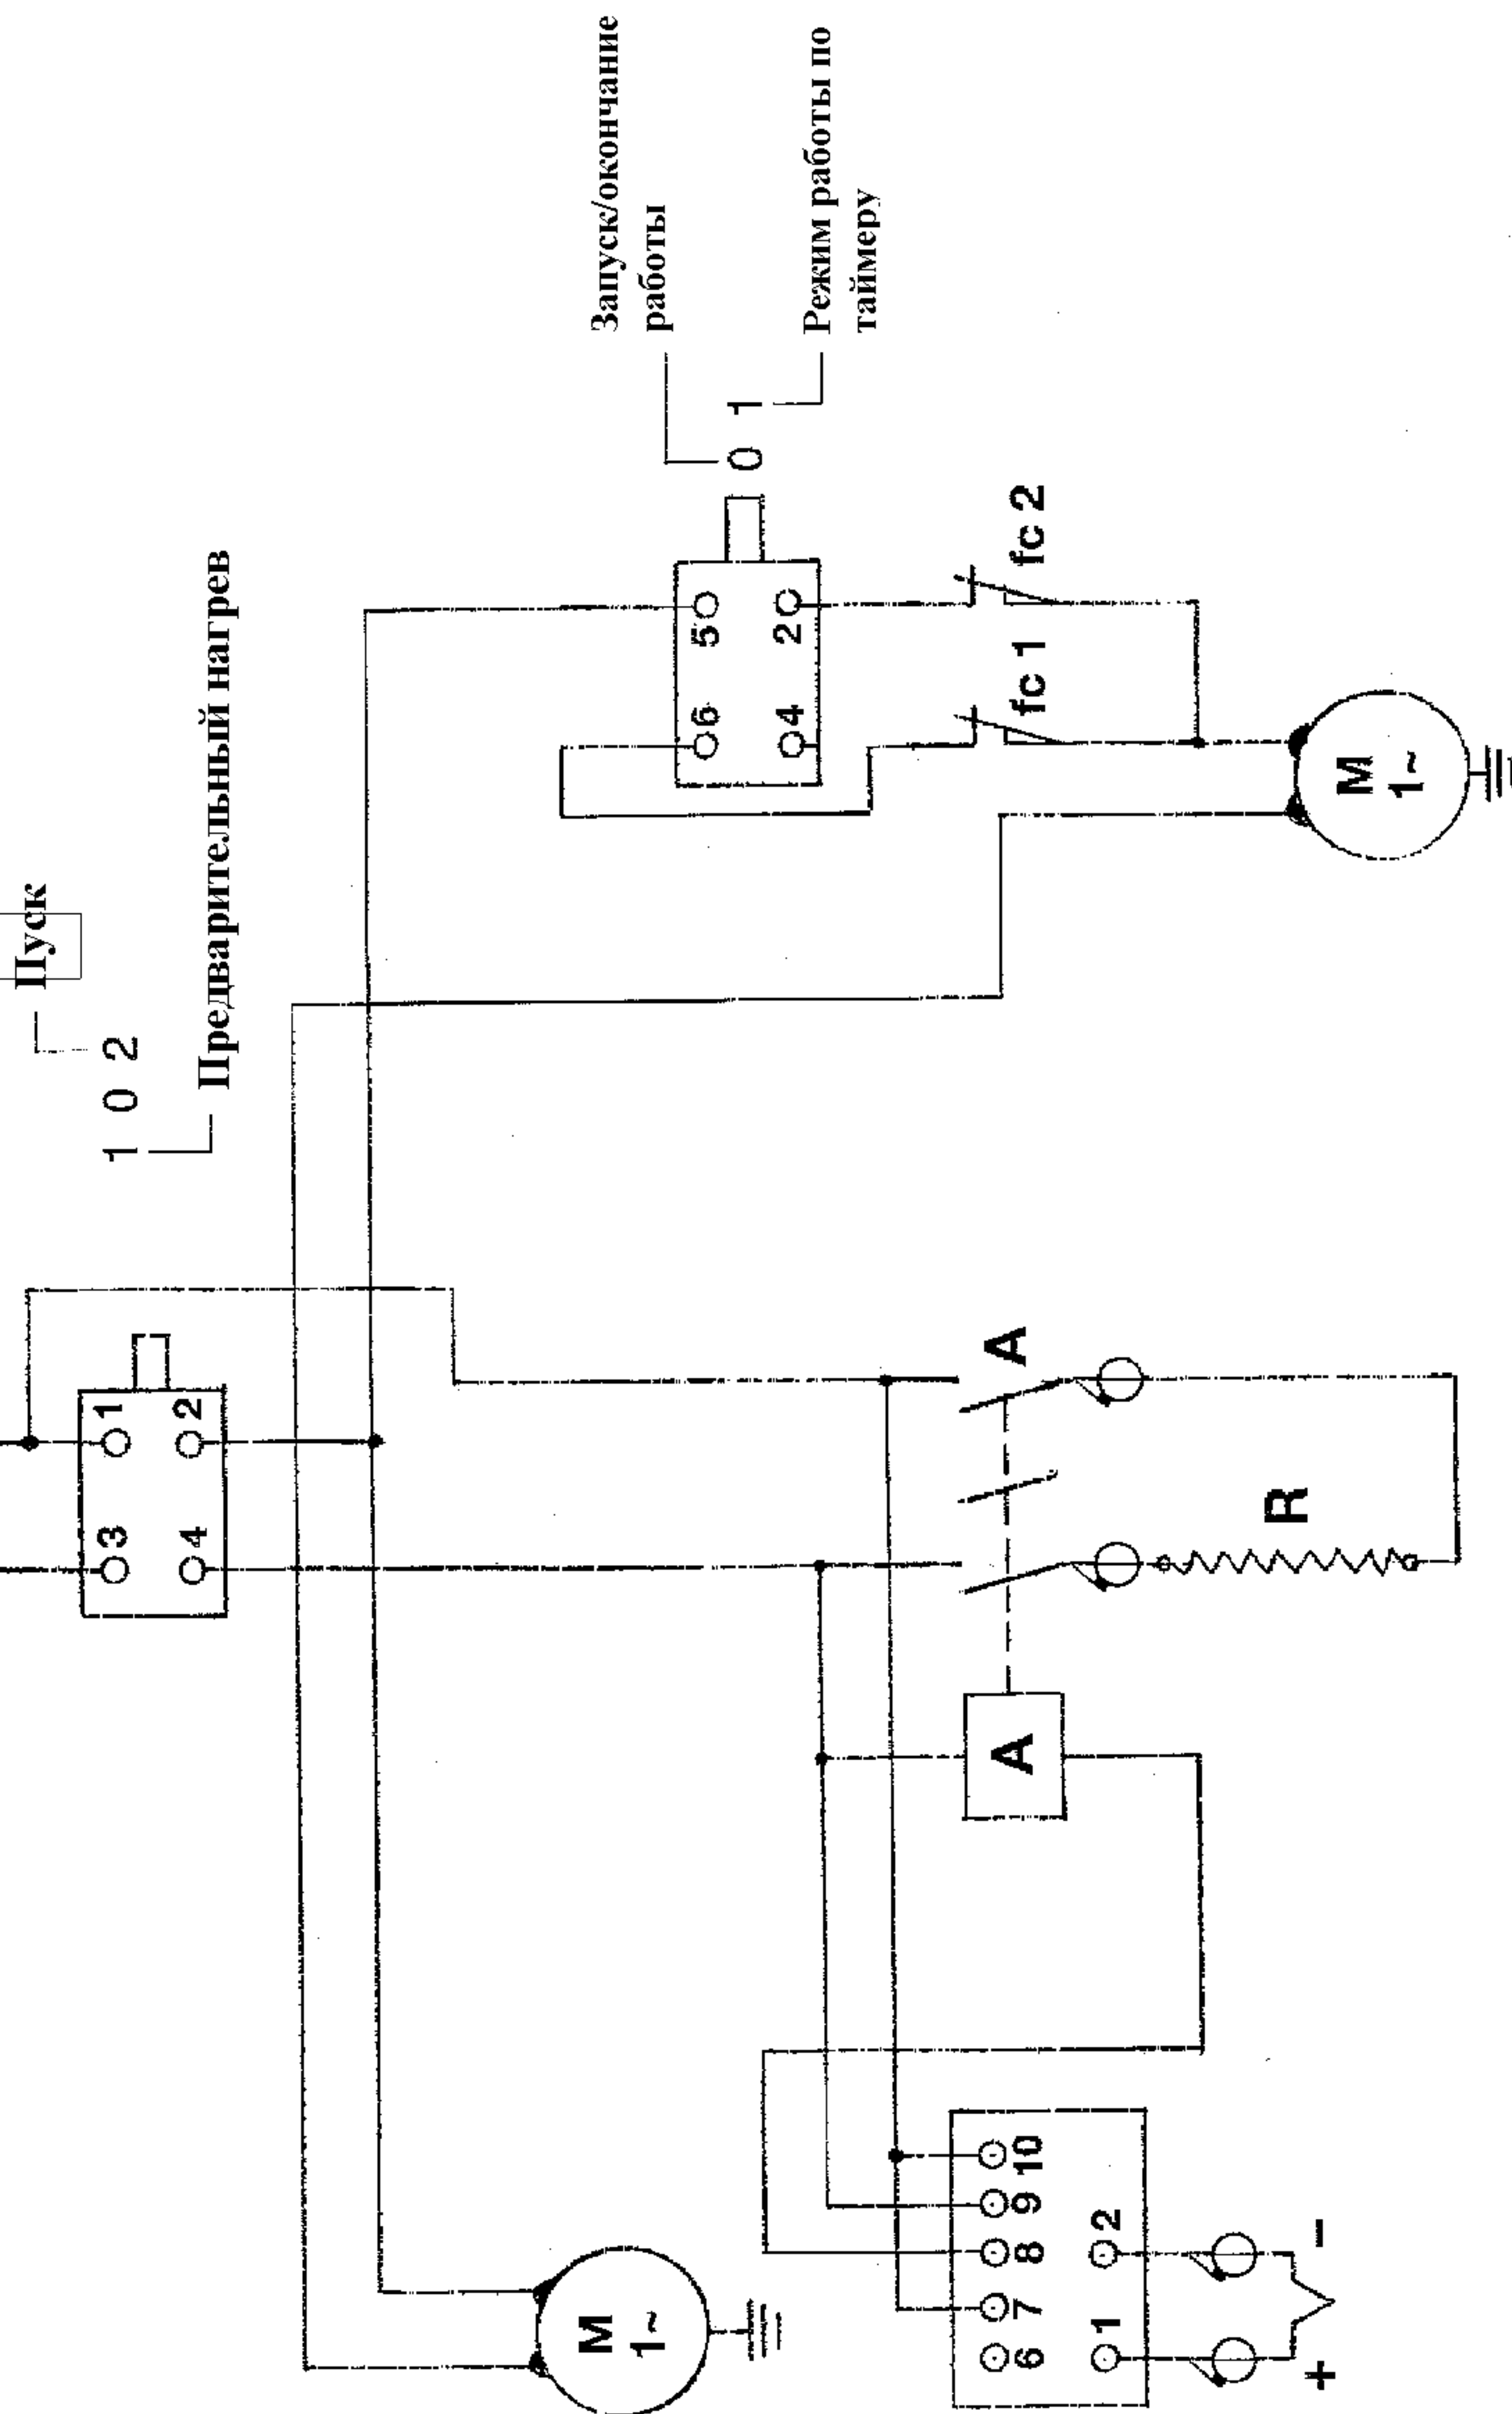 Пуск
1 0 2
Предварительный нагрев
3 1
4 2
Запуск/окончание
работы
0 1
Режим работы по
таймеру
6 5
4 2
fc 1
fc 2
M
1~
A
A
R
M
1~
6 7 8 9 10
1 2
+ −